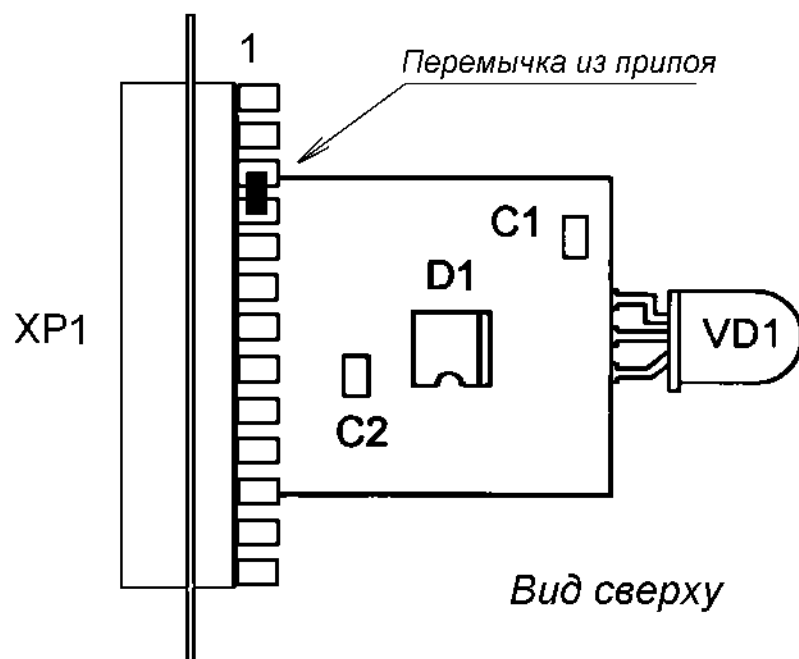 1
Перемычка из припоя
C1
D1
XP1
VD1
C2
Вид сверху